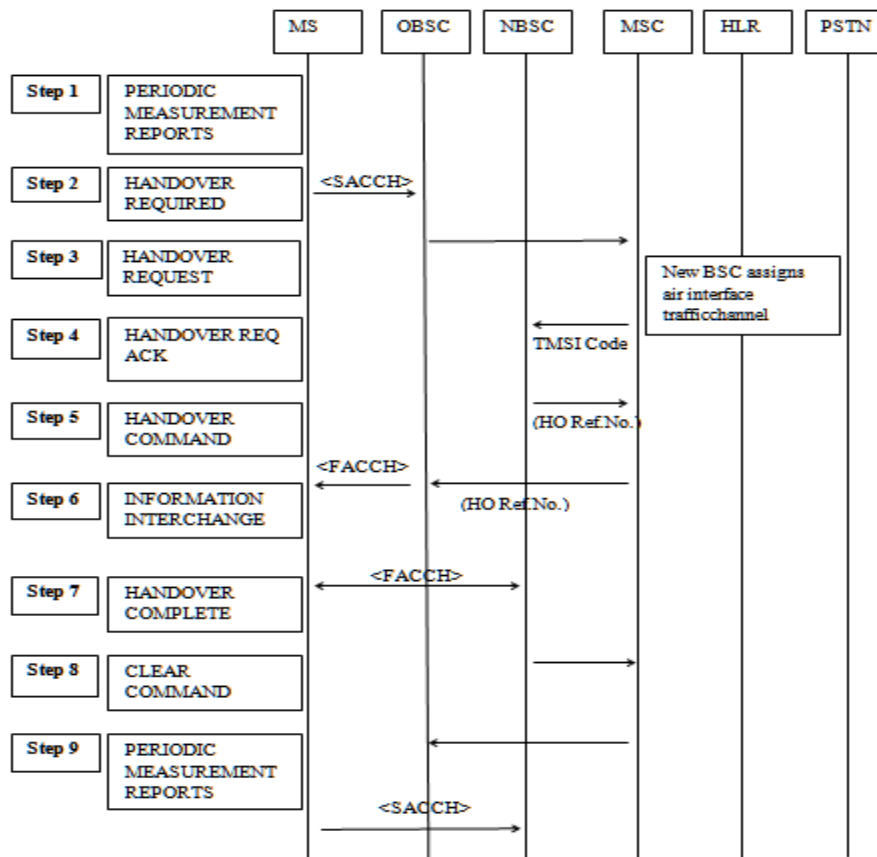 MS
OBSC
NBSC
MSC
HLR
PSTN
Step 1
PERIODIC
MEASUREMENT
REPORTS
Step 2
HANDOVER
REQUIRED
<SACCH>
Step 3
HANDOVER
REQUEST
New BSC assigns
air interface
trafficchannel
Step 4
HANDOVER REQ
ACK
TMSI Code
Step 5
HANDOVER
COMMAND
(HO Ref.No.)
<FACCH>
Step 6
INFORMATION
INTERCHANGE
(HO Ref.No.)
<FACCH>
Step 7
HANDOVER
COMPLETE
Step 8
CLEAR
COMMAND
Step 9
PERIODIC
MEASUREMENT
REPORTS
<SACCH>